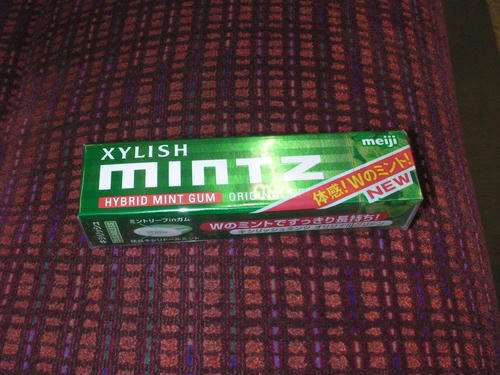 XYLISH
meiji
mintz
HYBRID MINT GUM
体感!Wのミント!
NEW
ミントリーフinガム
Wのミントですっきり長持ち!